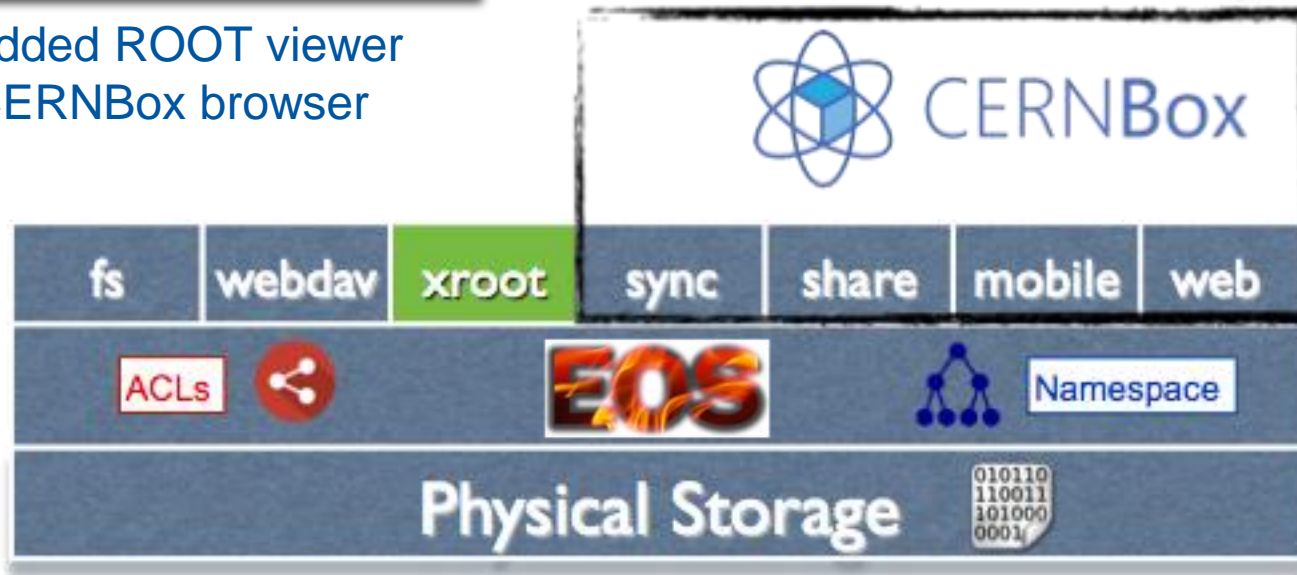 dded ROOT viewer
ERNBox browser
CERNBox
fs webdav xroot sync share mobile web
ACLs EOS Namespace
Physical Storage
010110
110011
101000
0001